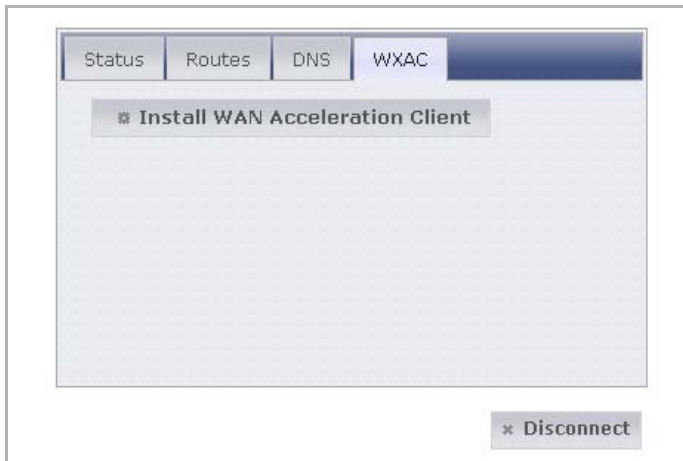 Status Routes DNS WXAC
Install WAN Acceleration Client
Disconnect